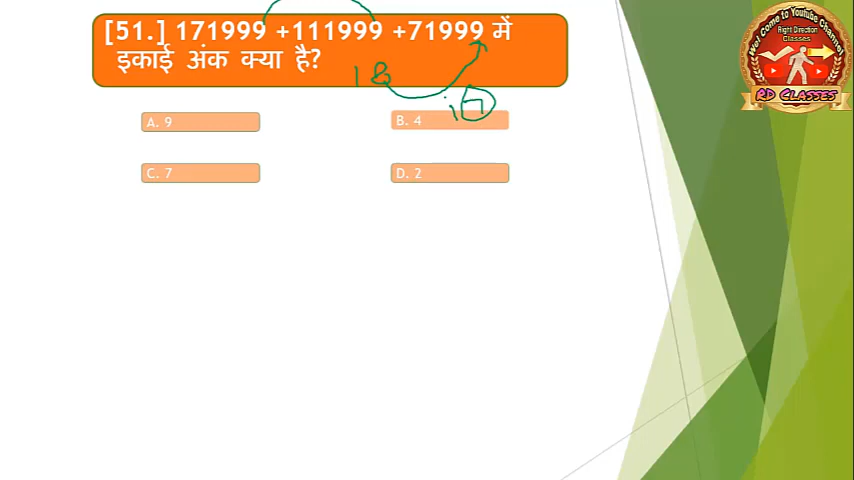 [51.] 171999 +111999 +71999 में
इकाई अंक क्या है?
18
17
A. 9
B. 4
C. 7
D. 2
Wel Come to Youtube Channel
Right Direction
Classes
RD CLASSES